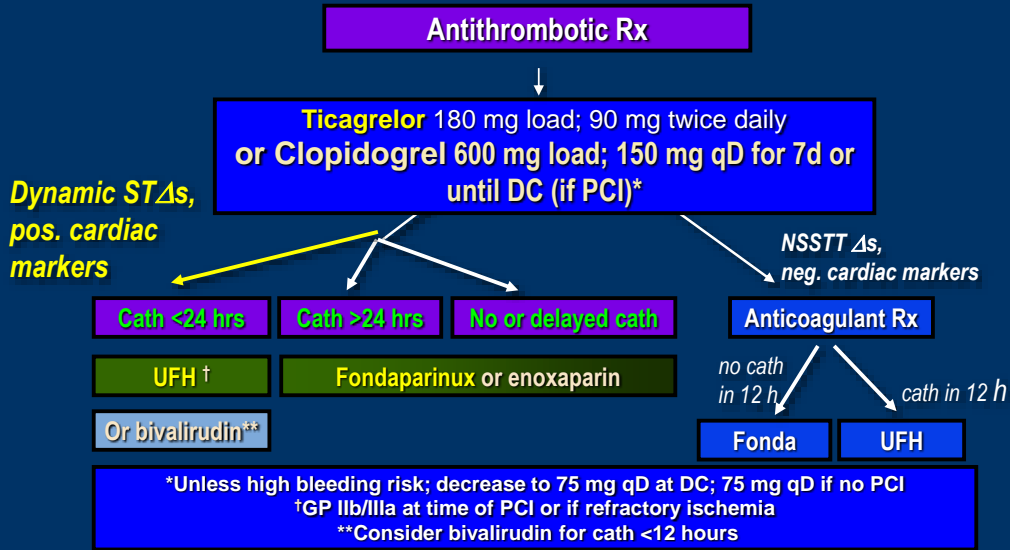 Antithrombotic Rx
Ticagrelor 180 mg load; 90 mg twice daily
or Clopidogrel 600 mg load; 150 mg qD for 7d or
until DC (if PCI)*
Dynamic STΔs,
pos. cardiac
markers
NSSTT Δs,
neg. cardiac markers
Cath <24 hrs
Cath >24 hrs
No or delayed cath
Anticoagulant Rx
UFH †
Fondaparinux or enoxaparin
no cath
in 12 h
cath in 12 h
Or bivalirudin**
Fonda
UFH
*Unless high bleeding risk; decrease to 75 mg qD at DC; 75 mg qD if no PCI
†GP IIb/IIIa at time of PCI or if refractory ischemia
**Consider bivalirudin for cath <12 hours